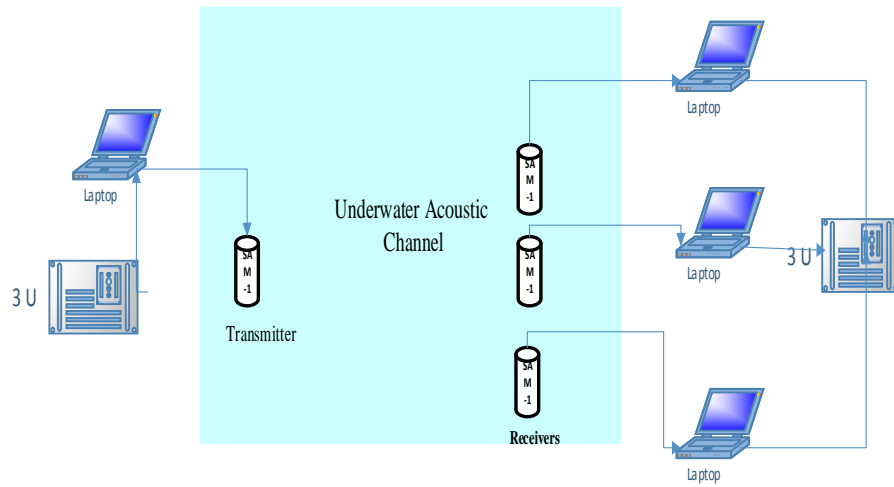 Laptop
3 U
SA
M
-1
Transmitter
Underwater Acoustic
Channel
SA
M
-1
SA
M
-1
SA
M
-1
Receivers
Laptop
Laptop
3 U
Laptop